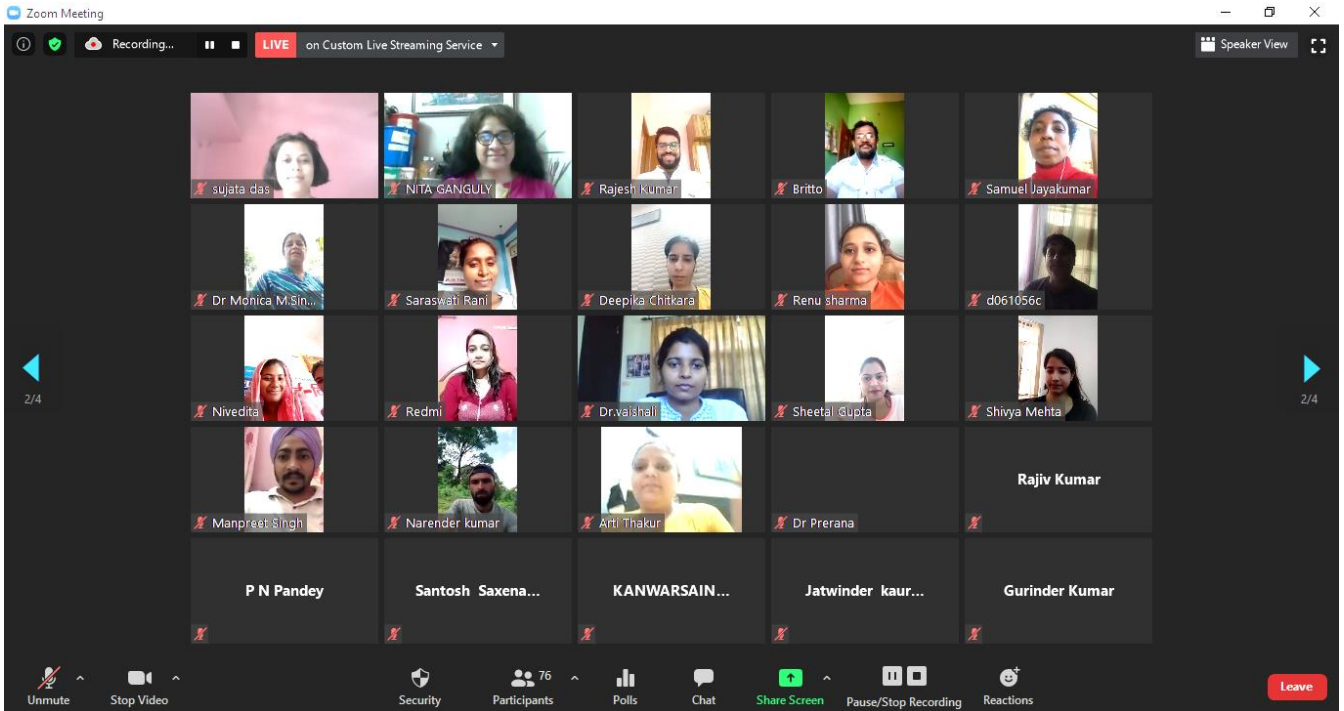 Zoom Meeting
Recording...
LIVE on Custom Live Streaming Service
Speaker View
sujata das
NITA GANGULY
Rajesh Kumar
Britto
Samuel Jayakumar
Dr Monica M.Sin...
Saraswati Rani
Deepika Chitkara
Renu sharma
d061056c
Nivedita
Redmi
Dr.vaishali
Sheetal Gupta
Shivya Mehta
2/4
2/4
Manpreet Singh
Narender kumar
Arti Thakur
Dr Prerana
Rajiv Kumar
P N Pandey
Santosh Saxena...
KANWARSAIN...
Jatwinder kaur...
Gurinder Kumar
Unmute
Stop Video
Security
76
Participants
Polls
Chat
Share Screen
Pause/Stop Recording
Reactions
Leave